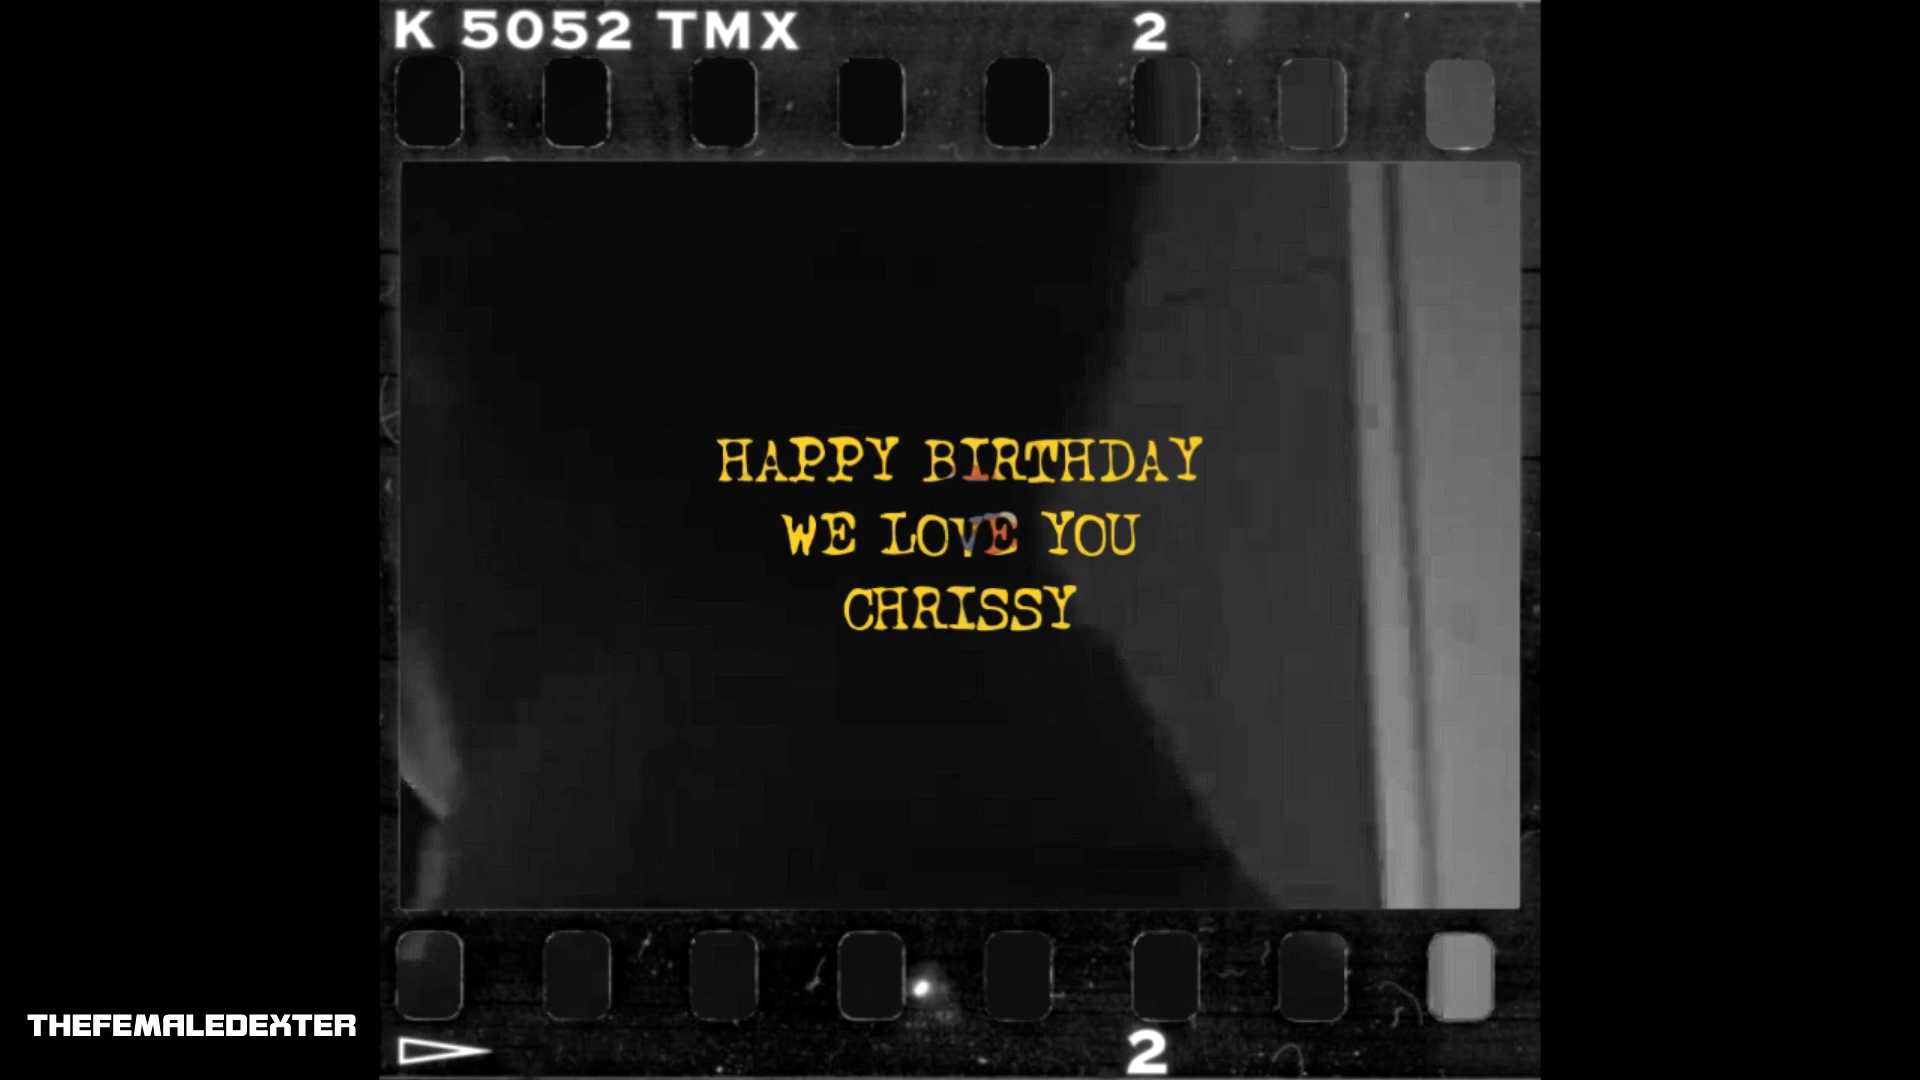 K 5052 TMX 2
HAPPY BIRTHDAY
WE LOVE YOU
CHRISSY
THEFEMALEDEXTER
2